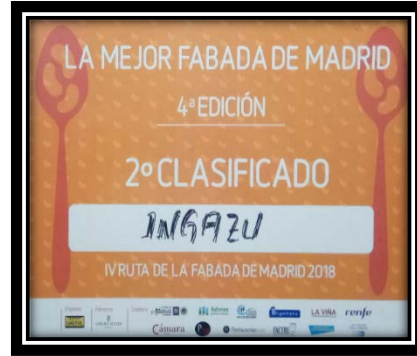 LA MEJOR FABADA DE MADRID
4ª EDICIÓN
2º CLASIFICADO
INGAZU
IV RUTA DE LA FABADA DE MADRID 2018
LA VIÑA
renfe
Cámara